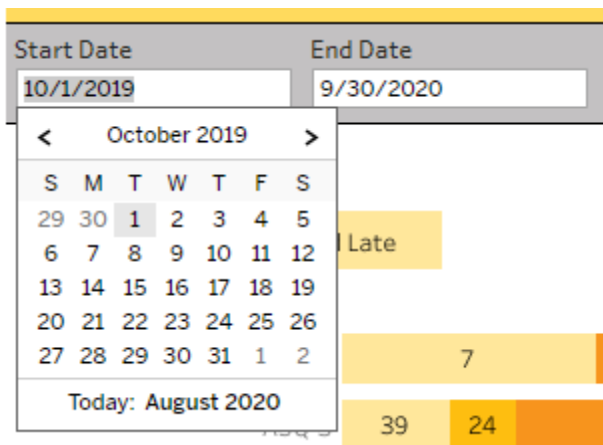 Start Date End Date
10/1/2019 9/30/2020
< October 2019 >
S M T W T F S
29 30 1 2 3 4 5
6 7 8 9 10 11 12
Late
13 14 15 16 17 18 19
20 21 22 23 24 25 26
27 28 29 30 31 1 2
7
Today: August 2020
39 24